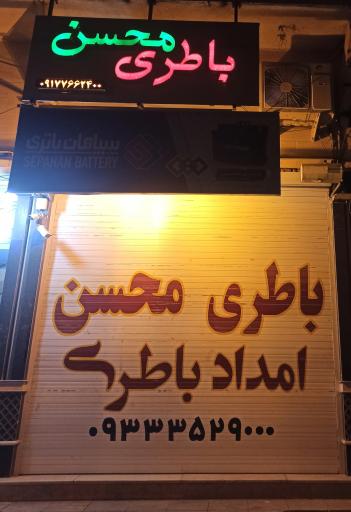 باطری محسن
۰۹۱۷۷۶۶۲۴۰۰
سپاهان باتری
SEPAHAN BATTERY
باطری محسن
امداد باطری
۰۹۳۳۳۵۲۹۰۰۰